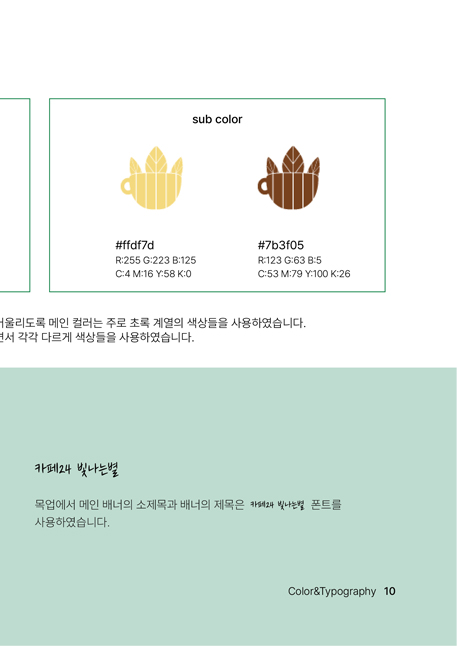 sub color
#ffdf7d
R:255 G:223 B:125
C:4 M:16 Y:58 K:0
#7b3f05
R:123 G:63 B:5
C:53 M:79 Y:100 K:26
어울리도록 메인 컬러는 주로 초록 계열의 색상들을 사용하였습니다.
면서 각각 다르게 색상들을 사용하였습니다.
카페24 빛나는별
목업에서 메인 배너의 소제목과 배너의 제목은 카페24 빛나는별 폰트를
사용하였습니다.
Color&Typography 10